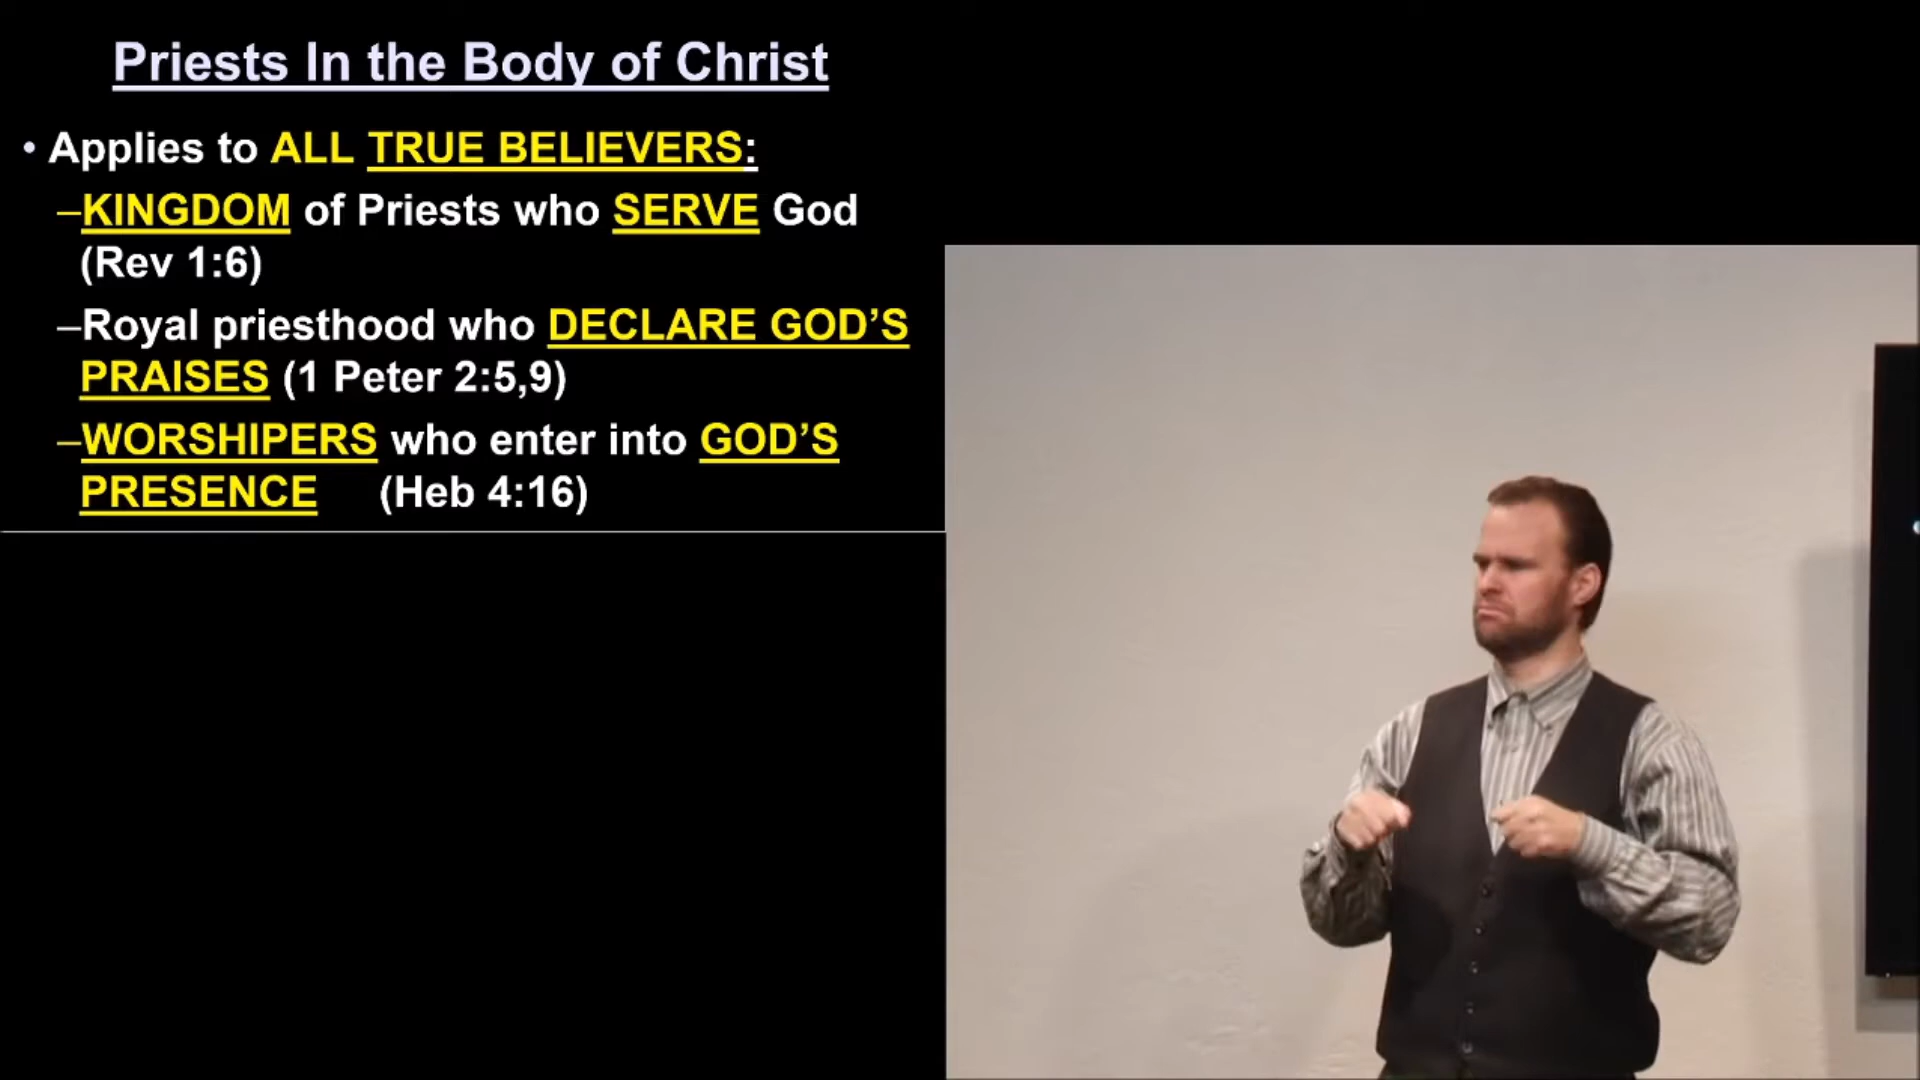 Priests In the Body of Christ
• Applies to ALL TRUE BELIEVERS:
–KINGDOM of Priests who SERVE God
(Rev 1:6)
–Royal priesthood who DECLARE GOD’S
PRAISES (1 Peter 2:5,9)
–WORSHIPERS who enter into GOD’S
PRESENCE (Heb 4:16)